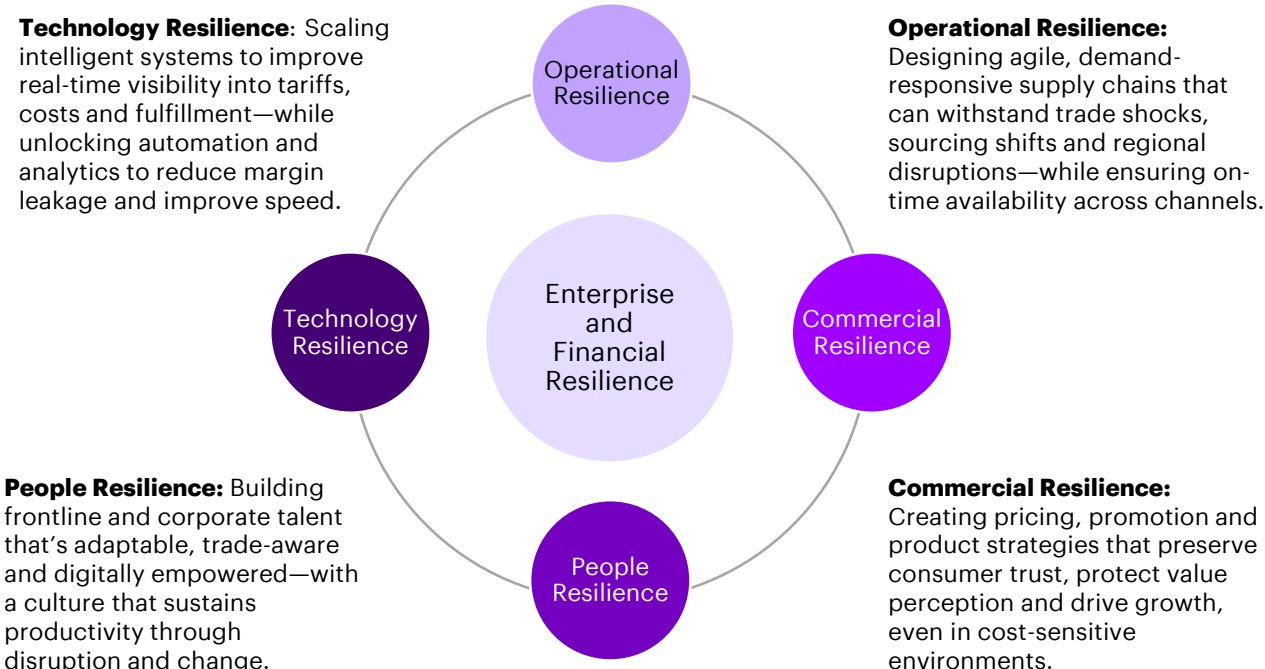 Technology Resilience: Scaling
intelligent systems to improve
real-time visibility into tariffs,
costs and fulfillment—while
unlocking automation and
analytics to reduce margin
leakage and improve speed.
Operational
Resilience
Operational Resilience:
Designing agile, demand-
responsive supply chains that
can withstand trade shocks,
sourcing shifts and regional
disruptions—while ensuring on-
time availability across channels.
Technology
Resilience
Enterprise
and
Financial
Resilience
Commercial
Resilience
People Resilience: Building
frontline and corporate talent
that’s adaptable, trade-aware
and digitally empowered—with
a culture that sustains
productivity through
disruption and change.
People
Resilience
Commercial Resilience:
Creating pricing, promotion and
product strategies that preserve
consumer trust, protect value
perception and drive growth,
even in cost-sensitive
environments.